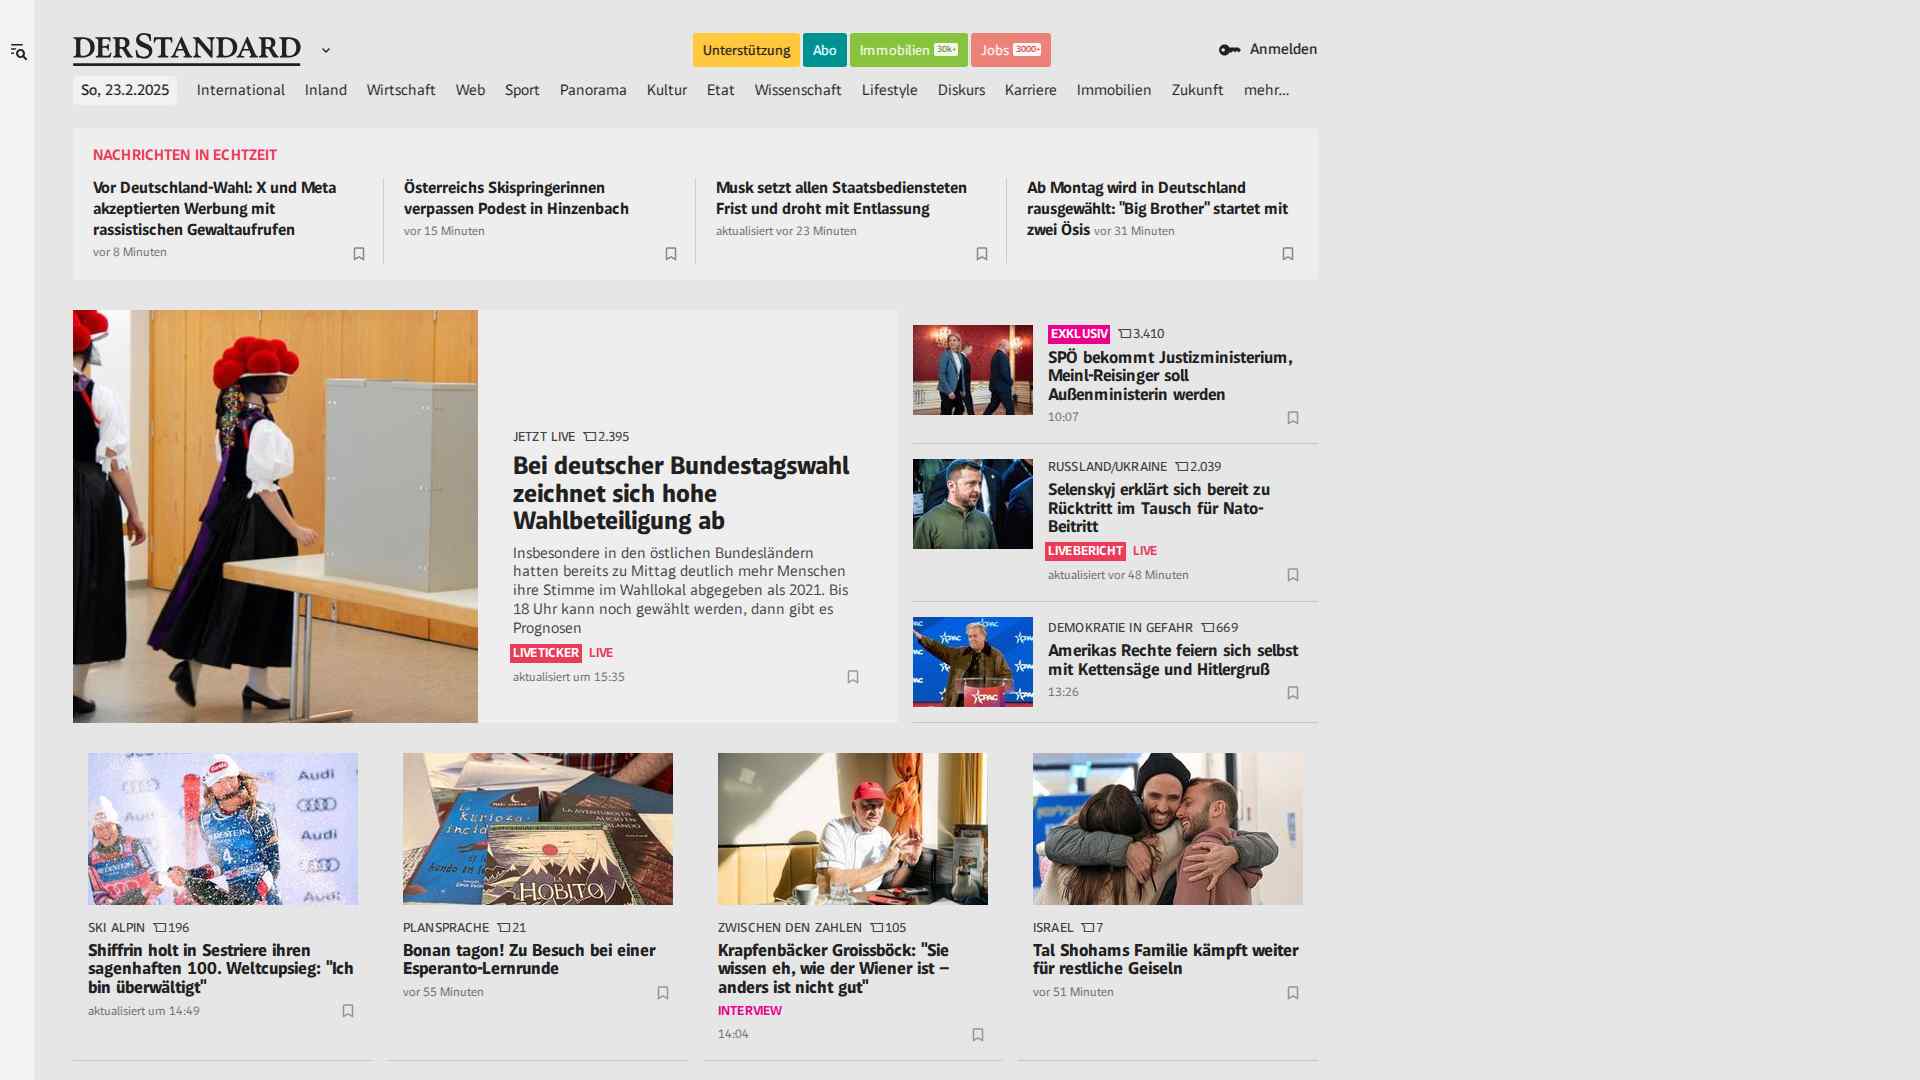 DERSTANDARD
Unterstützung
Abo
Immobilien 30k+
Jobs 3000+
Anmelden
So, 23.2.2025
International
Inland
Wirtschaft
Web
Sport
Panorama
Kultur
Etat
Wissenschaft
Lifestyle
Diskurs
Karriere
Immobilien
Zukunft
mehr…
NACHRICHTEN IN ECHTZEIT
Vor Deutschland-Wahl: X und Meta
akzeptierten Werbung mit
rassistischen Gewaltaufrufen
vor 8 Minuten
Österreichs Skispringerinnen
verpassen Podest in Hinzenbach
vor 15 Minuten
Musk setzt allen Staatsbediensteten
Frist und droht mit Entlassung
aktualisiert vor 23 Minuten
Ab Montag wird in Deutschland
rausgewählt: "Big Brother" startet mit
zwei Ösis vor 31 Minuten
JETZT LIVE 2.395
Bei deutscher Bundestagswahl
zeichnet sich hohe
Wahlbeteiligung ab
Insbesondere in den östlichen Bundesländern
hatten bereits zu Mittag deutlich mehr Menschen
ihre Stimme im Wahllokal abgegeben als 2021. Bis
18 Uhr kann noch gewählt werden, dann gibt es
Prognosen
LIVETICKER LIVE
aktualisiert um 15:35
EXKLUSIV 3.410
SPÖ bekommt Justizministerium,
Meinl-Reisinger soll
Außenministerin werden
10:07
RUSSLAND/UKRAINE 2.039
Selenskyj erklärt sich bereit zu
Rücktritt im Tausch für Nato-
Beitritt
LIVEBERICHT LIVE
aktualisiert vor 48 Minuten
CPAC
CPAC
DEMOKRATIE IN GEFAHR 669
Amerikas Rechte feiern sich selbst
mit Kettensäge und Hitlergruß
13:26
Audi
Audi
Audi
4
SKI ALPIN 196
Shiffrin holt in Sestriere ihren
sagenhaften 100. Weltcupsieg: "Ich
bin überwältigt"
aktualisiert um 14:49
La
Kurioza
hundo en
LA
HOBITO
PLANSPRACHE 21
Bonan tagon! Zu Besuch bei einer
Esperanto-Lernrunde
vor 55 Minuten
ZWISCHEN DEN ZAHLEN 105
Krapfenbäcker Groissböck: "Sie
wissen eh, wie der Wiener ist –
anders ist nicht gut"
INTERVIEW
14:04
ISRAEL 7
Tal Shohams Familie kämpft weiter
für restliche Geiseln
vor 51 Minuten